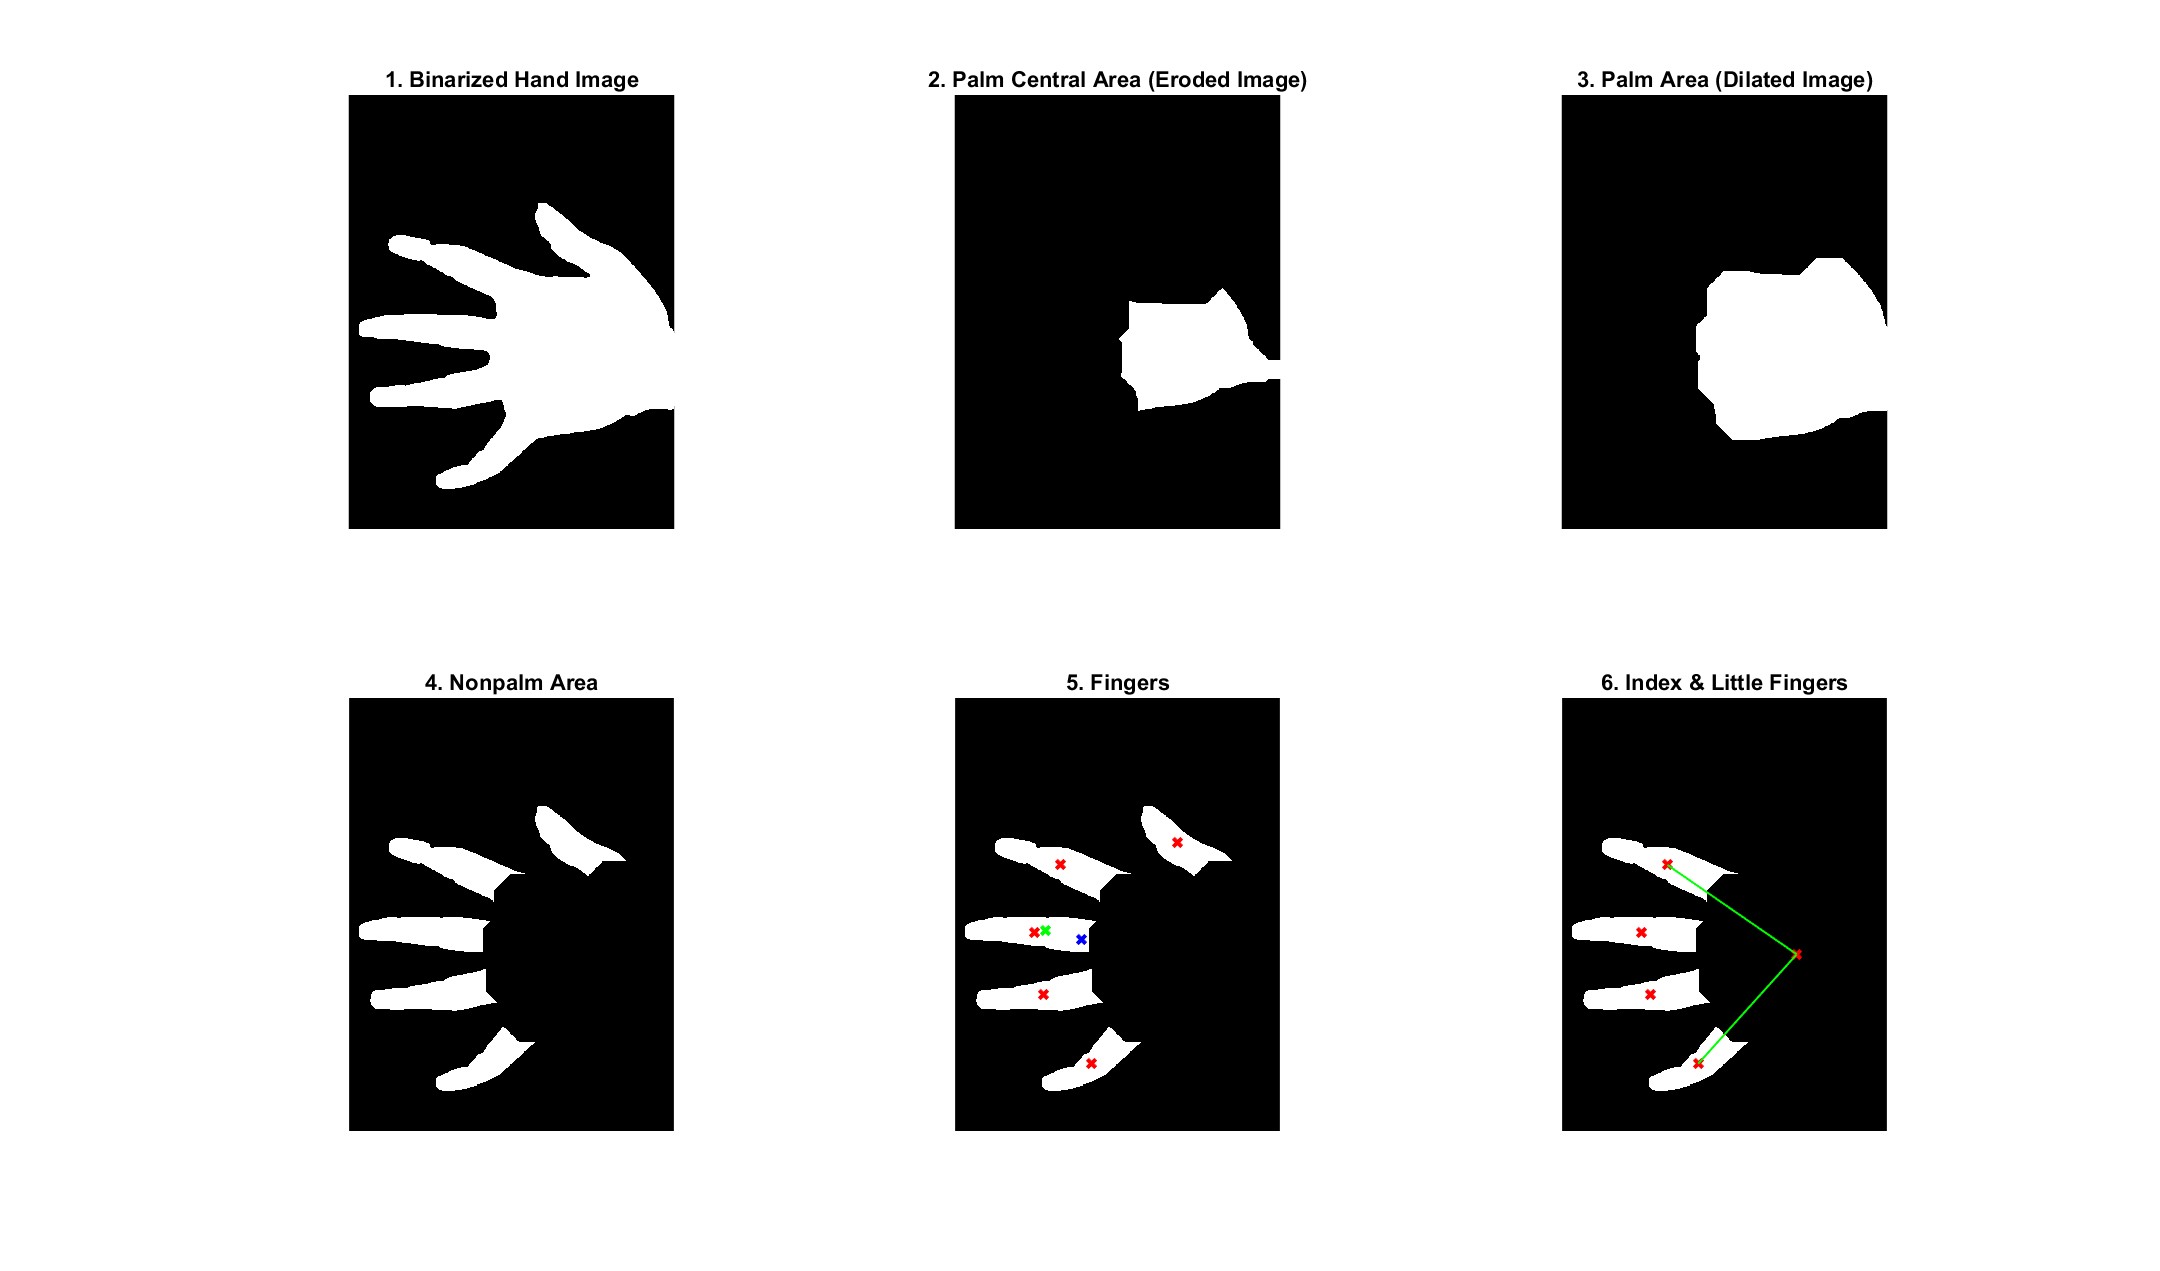 1. Binarized Hand Image
2. Palm Central Area (Eroded Image)
3. Palm Area (Dilated Image)
4. Nonpalm Area
5. Fingers
6. Index & Little Fingers